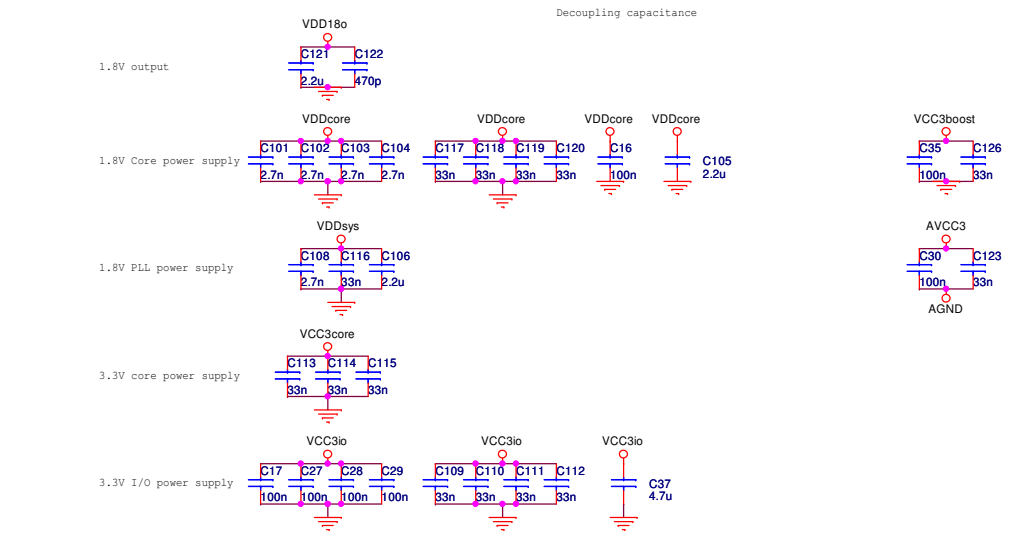 Decoupling capacitance
VDD18o
C121 C122
1.8V output
2.2u 470p
VDDcore VDDcore VDDcore VDDcore VCC3boost
C101 C102 C103 C104 C117 C118 C119 C120 C16 C105 C35 C126
1.8V Core power supply
2.7n 2.7n 2.7n 2.7n 33n 33n 33n 33n 100n 2.2u 100n 33n
VDDsys AVCC3
C108 C116 C106 C30 C123
1.8V PLL power supply
2.7n 33n 2.2u 100n 33n
AGND
VCC3core
C113 C114 C115
3.3V core power supply
33n 33n 33n
VCC3io VCC3io VCC3io
C17 C27 C28 C29 C109 C110 C111 C112 C37
3.3V I/O power supply
100n 100n 100n 100n 33n 33n 33n 33n 4.7u